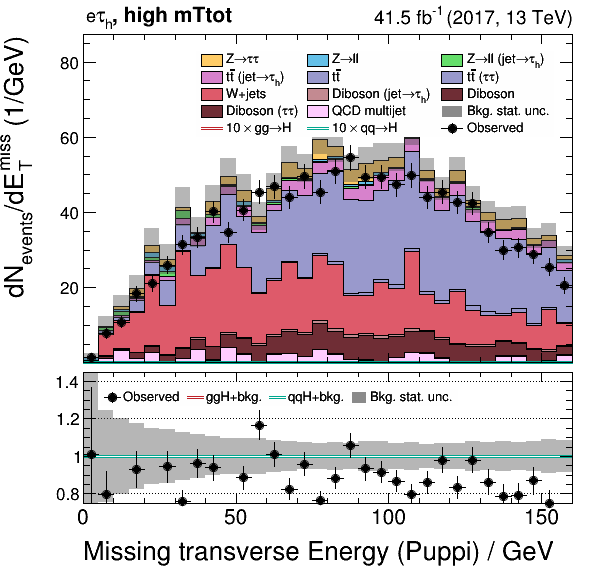 eτh, high mTtot 41.5 fb-1 (2017, 13 TeV)
Z→ττ Z→ll Z→ll (jet→τh)
tt̄ (jet→τh) tt̄ tt̄ (ττ)
W+jets Diboson (jet→τh) Diboson
Diboson (ττ) QCD multijet Bkg. stat. unc.
10 × gg→H 10 × qq→H Observed
dNevents/dETmiss (1/GeV)
80
60
40
20
Observed ggH+bkg. qqH+bkg. Bkg. stat. unc.
1.4
1.2
1
0.8
0 50 100 150
Missing transverse Energy (Puppi) / GeV